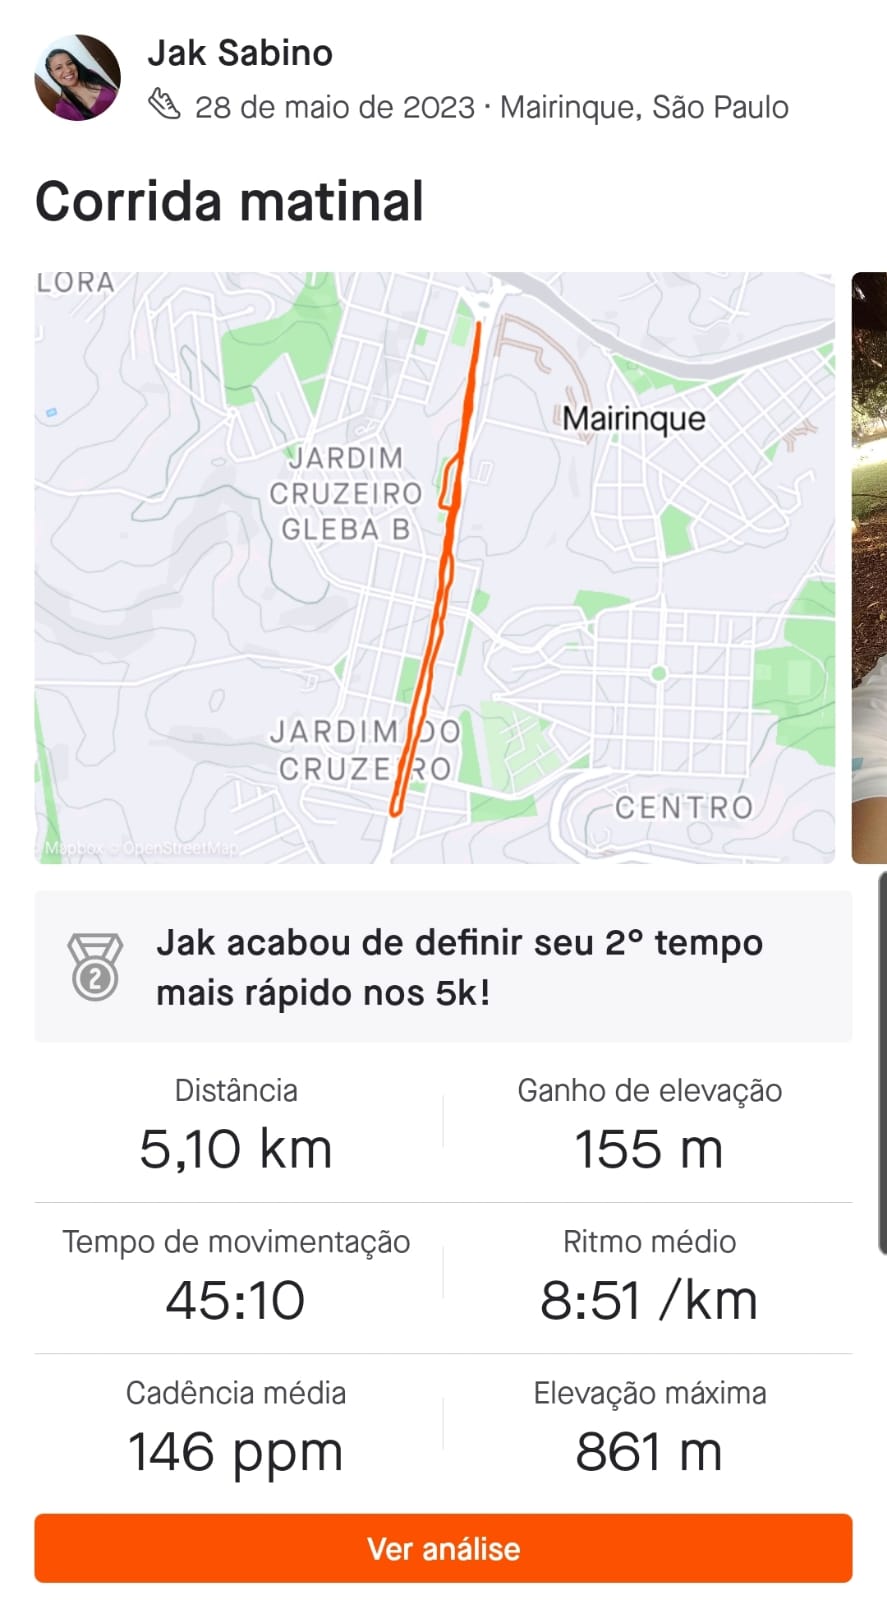 Jak Sabino
28 de maio de 2023 · Mairinque, São Paulo
Corrida matinal
LORA
Mairinque
JARDIM
CRUZEIRO
GLEBA B
JARDIM DO
CRUZEIRO
CENTRO
Mapbox © OpenStreetMap
2
Jak acabou de definir seu 2º tempo
mais rápido nos 5k!
Distância
Ganho de elevação
5,10 km
155 m
Tempo de movimentação
Ritmo médio
45:10
8:51 /km
Cadência média
Elevação máxima
146 ppm
861 m
Ver análise